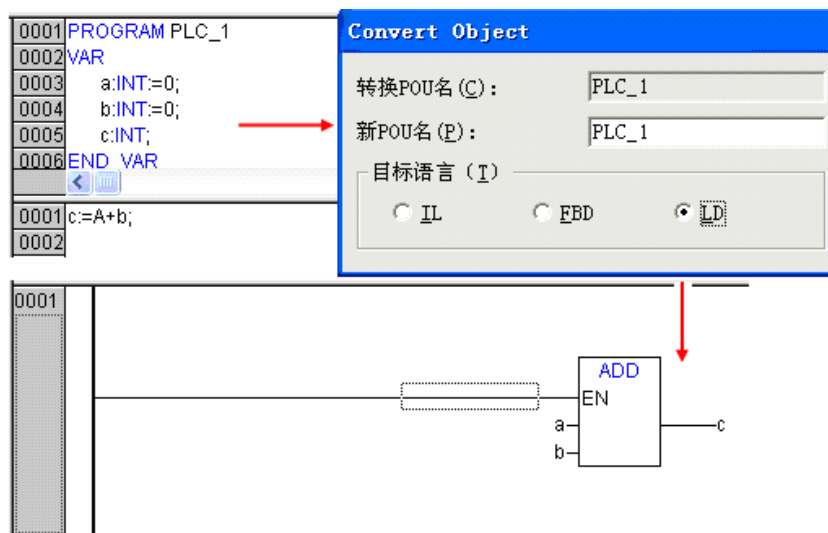 0001 PROGRAM PLC_1
0002 VAR
0003 a:INT:=0;
0004 b:INT:=0;
0005 c:INT;
0006 END_VAR
0001 c:=A+b;
0002
Convert Object
转换POU名(C): PLC_1
新POU名(P): PLC_1
目标语言(T)
IL FBD LD
0001
ADD
EN
a
c
b